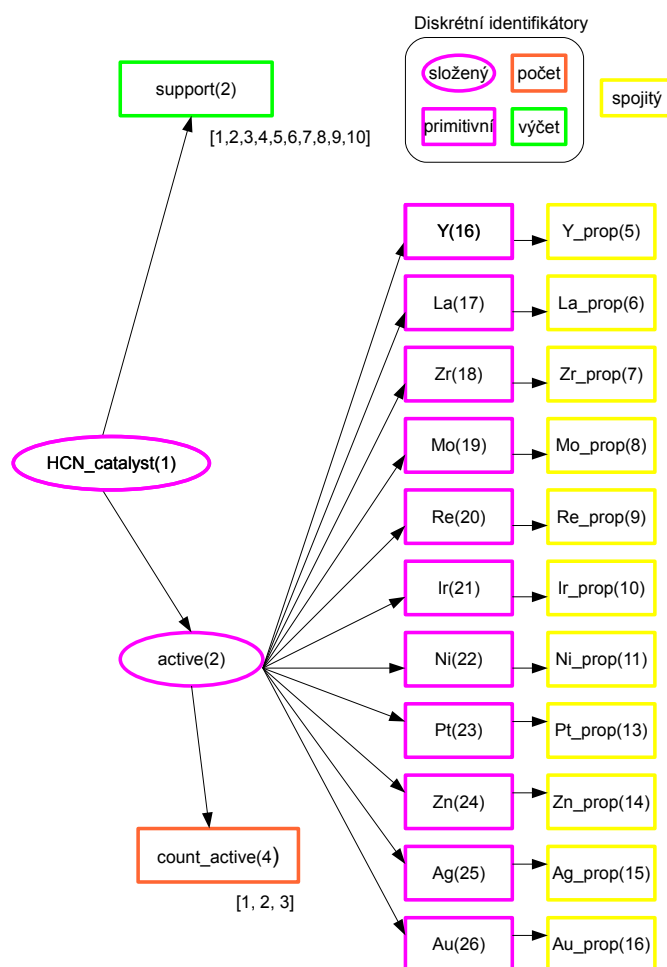 Diskrétní identifikátory
složený
počet
primitivní
výčet
spojitý
support(2)
[1,2,3,4,5,6,7,8,9,10]
HCN_catalyst(1)
active(2)
count_active(4)
[1, 2, 3]
Y(16)
Y_prop(5)
La(17)
La_prop(6)
Zr(18)
Zr_prop(7)
Mo(19)
Mo_prop(8)
Re(20)
Re_prop(9)
Ir(21)
Ir_prop(10)
Ni(22)
Ni_prop(11)
Pt(23)
Pt_prop(13)
Zn(24)
Zn_prop(14)
Ag(25)
Ag_prop(15)
Au(26)
Au_prop(16)